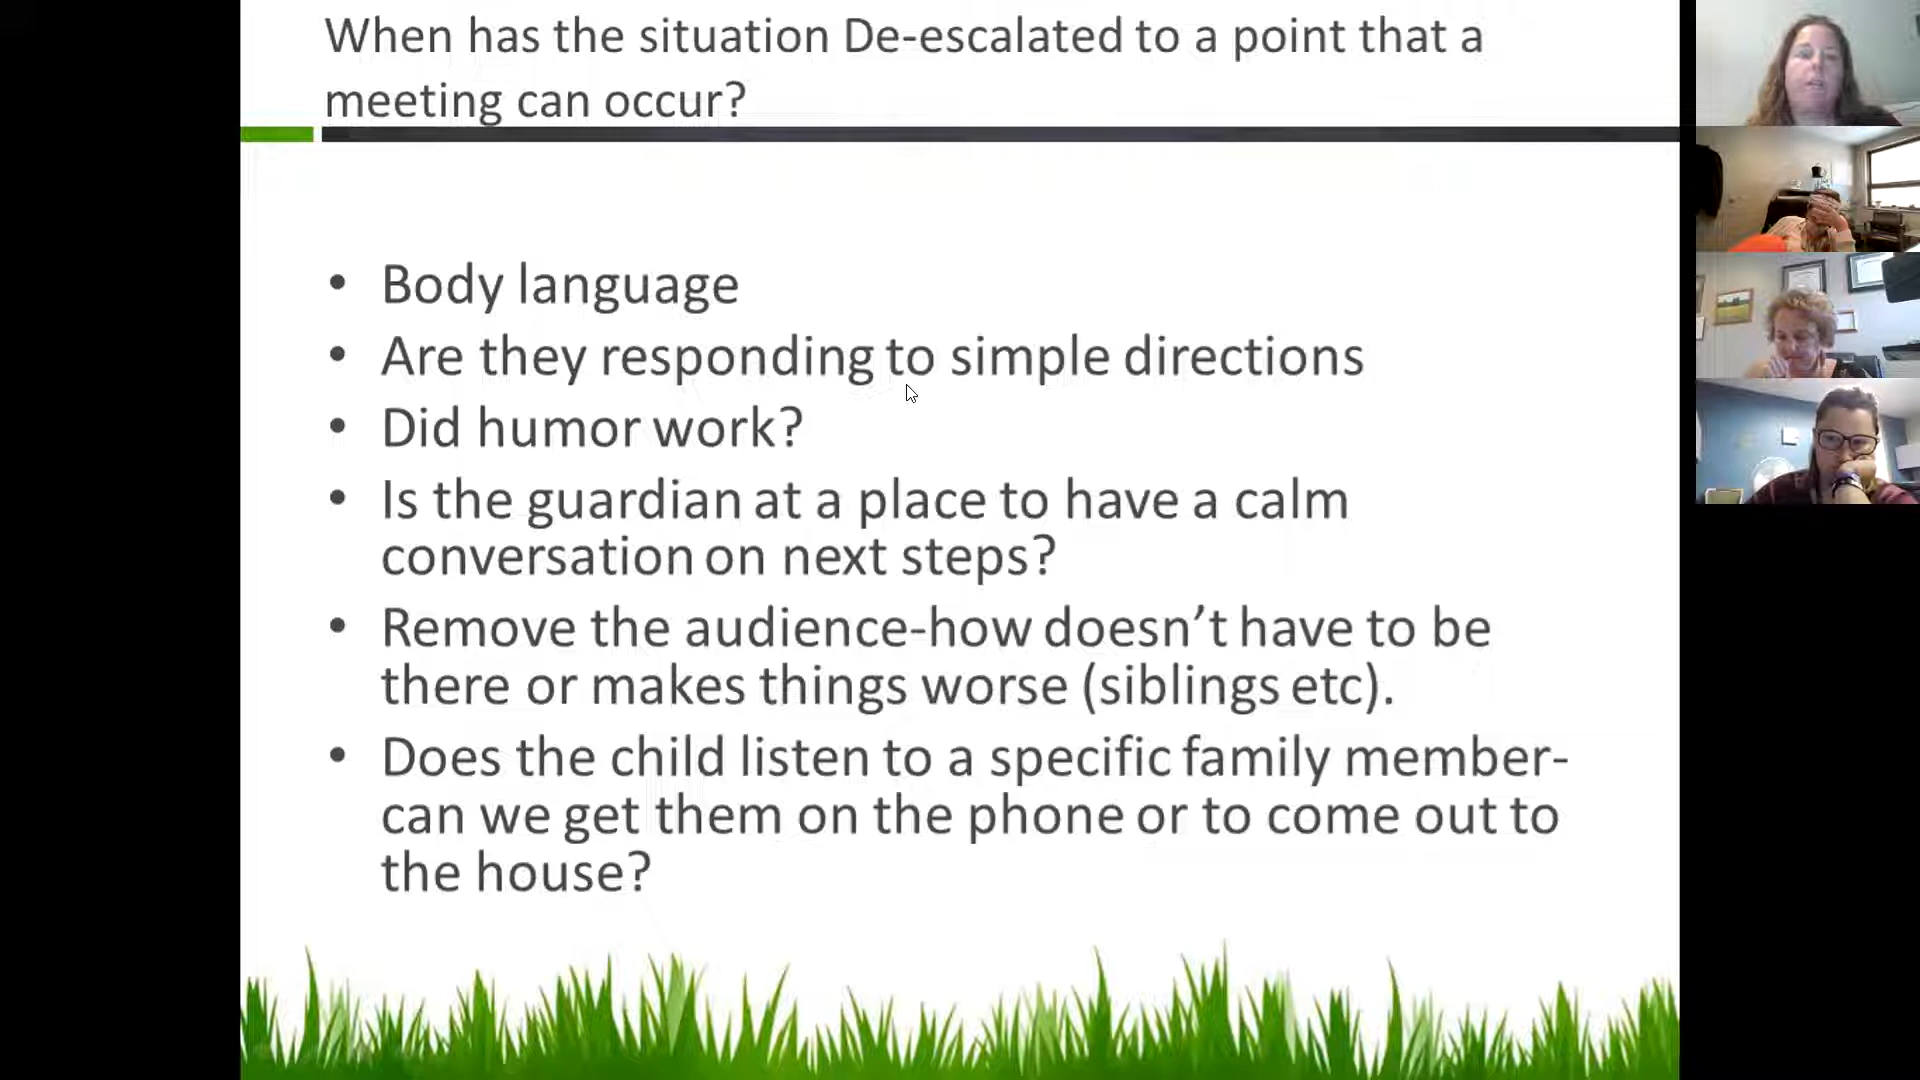 When has the situation De-escalated to a point that a
meeting can occur?
• Body language
• Are they responding to simple directions
• Did humor work?
• Is the guardian at a place to have a calm
conversation on next steps?
• Remove the audience-how doesn’t have to be
there or makes things worse (siblings etc).
• Does the child listen to a specific family member-
can we get them on the phone or to come out to
the house?